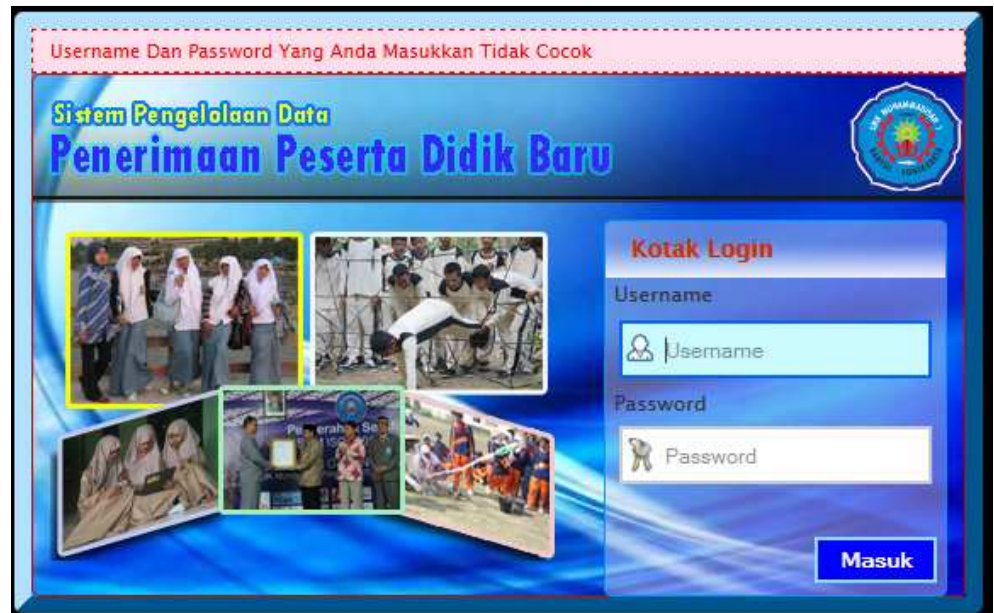 Username Dan Password Yang Anda Masukkan Tidak Cocok
Sistem Pengelolaan Data
Penerimaan Peserta Didik Baru
Kotak Login
Username
Username
Password
Password
Masuk